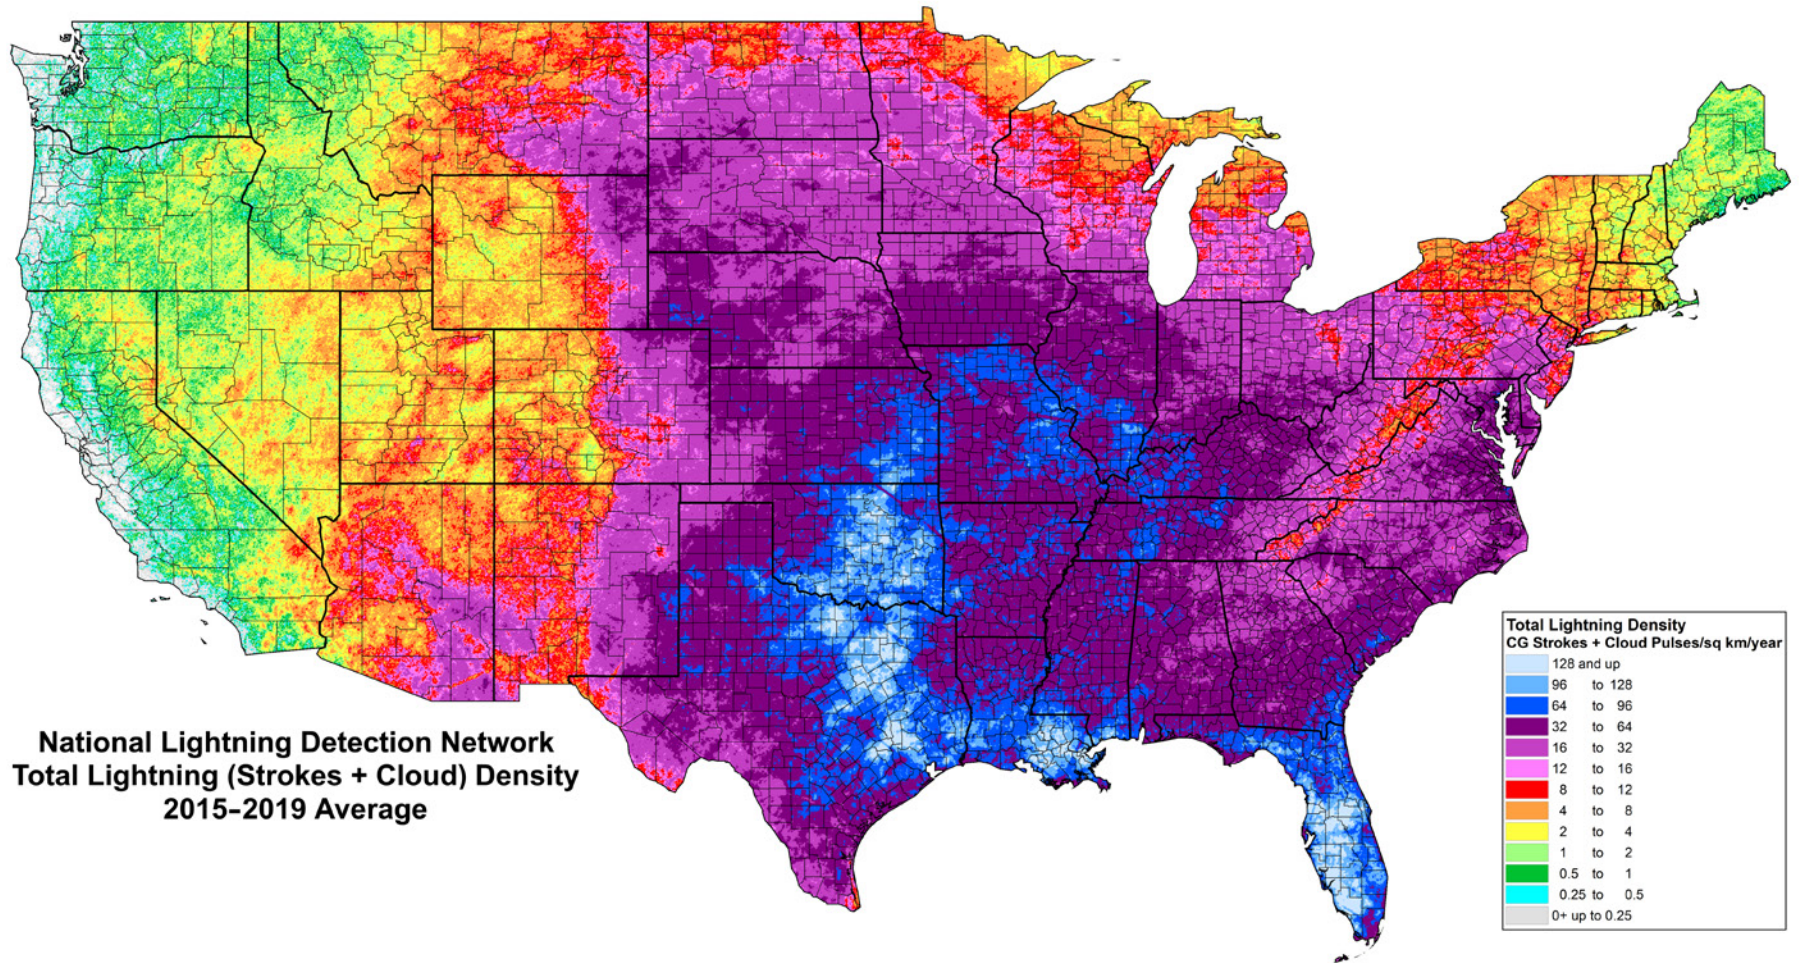 National Lightning Detection Network
Total Lightning (Strokes + Cloud) Density
2015–2019 Average
Total Lightning Density
CG Strokes + Cloud Pulses/sq km/year
128 and up
96 to 128
64 to 96
32 to 64
16 to 32
12 to 16
8 to 12
4 to 8
2 to 4
1 to 2
0.5 to 1
0.25 to 0.5
0+ up to 0.25